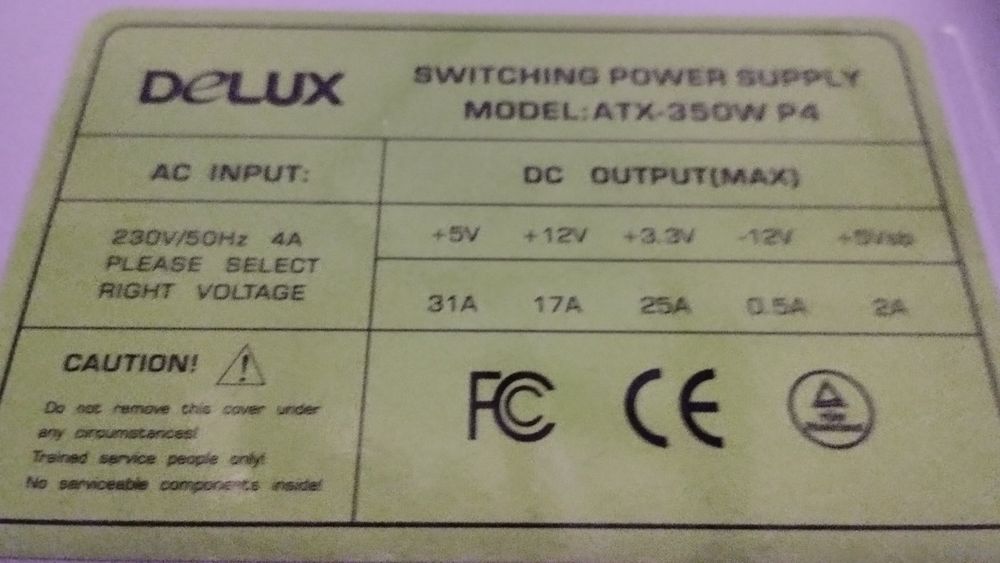 DeLUX
SWITCHING POWER SUPPLY
MODEL:ATX-350W P4
AC INPUT:
DC OUTPUT(MAX)
230V/50Hz 4A
PLEASE SELECT
RIGHT VOLTAGE
+5V +12V +3.3V -12V +5Vsb
31A 17A 25A 0.5A 2A
CAUTION!
Do not remove this cover under
any circumstances!
Trained service people only!
No serviceable components inside!
FC CE